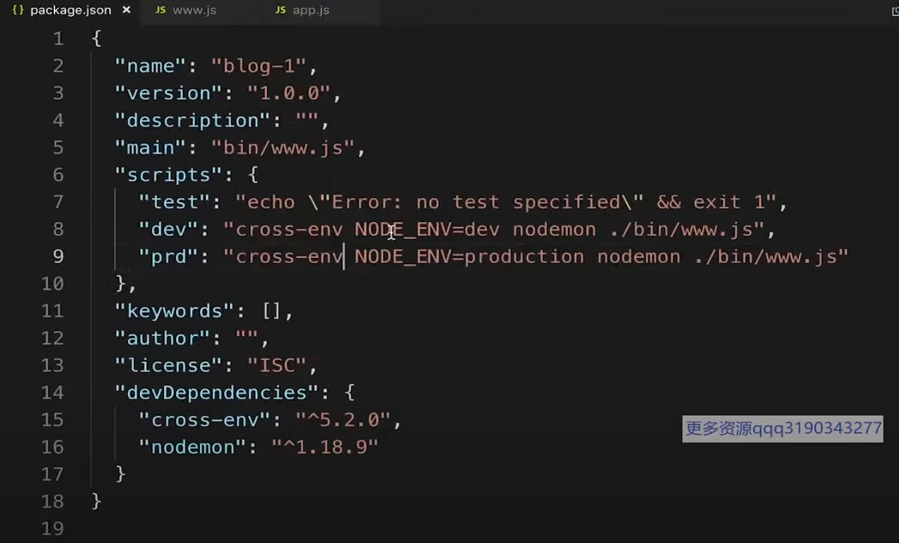 {} package.json × JS www.js JS app.js
1 {
2 "name": "blog-1",
3 "version": "1.0.0",
4 "description": "",
5 "main": "bin/www.js",
6 "scripts": {
7 "test": "echo \"Error: no test specified\" && exit 1",
8 "dev": "cross-env NODE_ENV=dev nodemon ./bin/www.js",
9 "prd": "cross-env NODE_ENV=production nodemon ./bin/www.js"
10 },
11 "keywords": [],
12 "author": "",
13 "license": "ISC",
14 "devDependencies": {
15 "cross-env": "^5.2.0",
16 "nodemon": "^1.18.9"
17 }
18 }
19
更多资源qqq3190343277